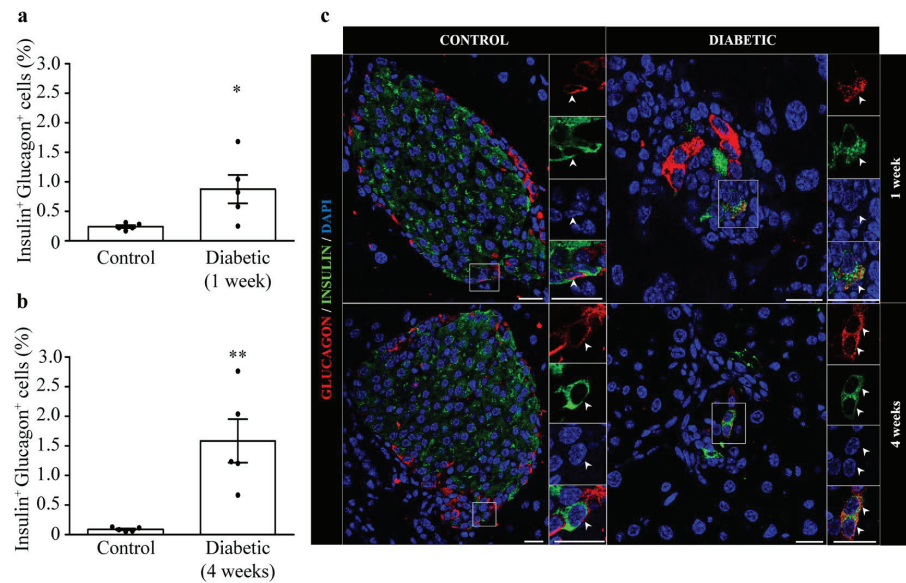 a
Insulin⁺ Glucagon⁺ cells (%)
3.0
2.5
2.0
1.5
1.0
0.5
0
*
Control
Diabetic
(1 week)
b
Insulin⁺ Glucagon⁺ cells (%)
3.0
2.5
2.0
1.5
1.0
0.5
0
**
Control
Diabetic
(4 weeks)
c
CONTROL
DIABETIC
GLUCAGON / INSULIN / DAPI
1 week
4 weeks